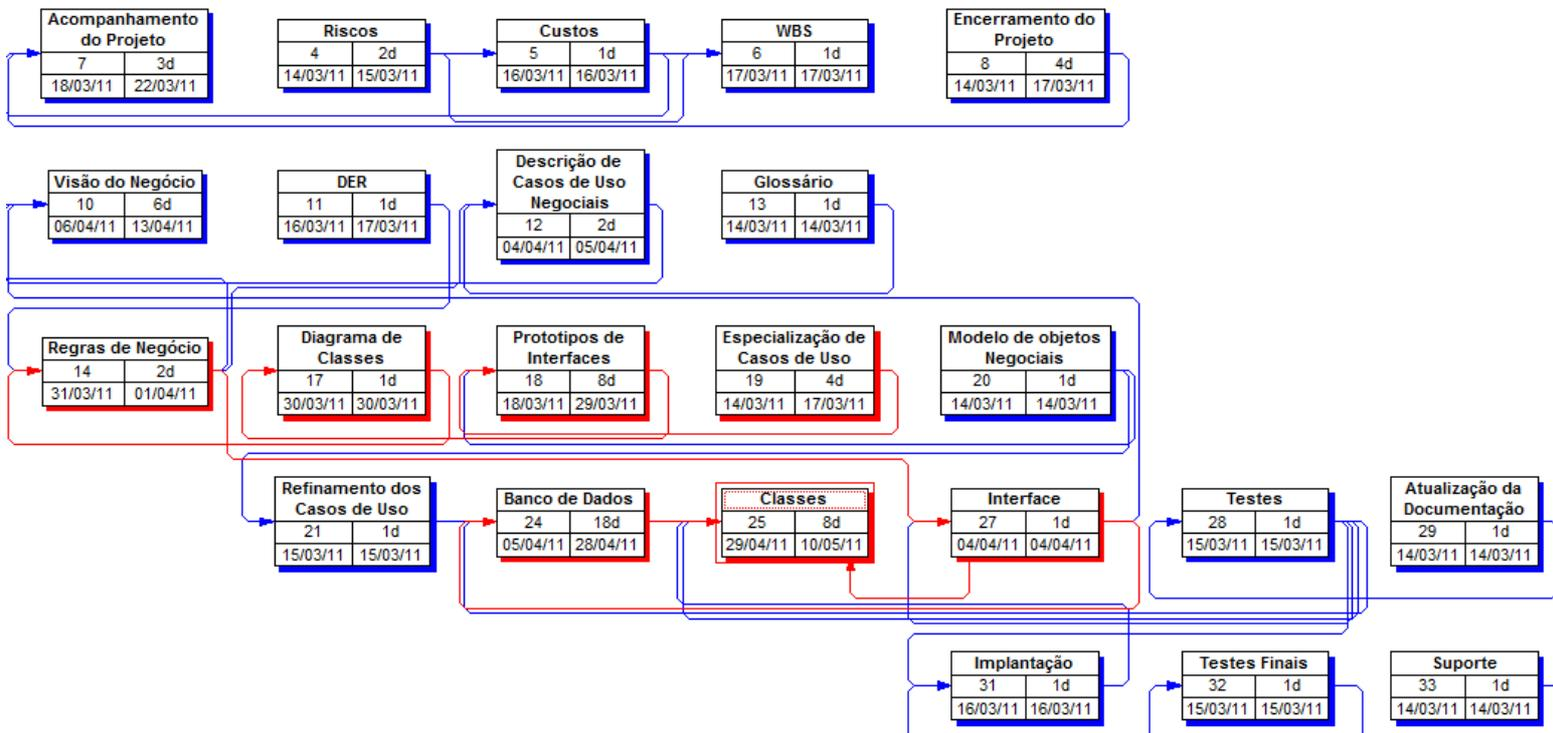 Acompanhamento
do Projeto
7 3d
18/03/11 22/03/11
Riscos
4 2d
14/03/11 15/03/11
Custos
5 1d
16/03/11 16/03/11
WBS
6 1d
17/03/11 17/03/11
Encerramento do
Projeto
8 4d
14/03/11 17/03/11
Visão do Negócio
10 6d
06/04/11 13/04/11
DER
11 1d
16/03/11 17/03/11
Descrição de
Casos de Uso
Negociais
12 2d
04/04/11 05/04/11
Glossário
13 1d
14/03/11 14/03/11
Regras de Negócio
14 2d
31/03/11 01/04/11
Diagrama de
Classes
17 1d
30/03/11 30/03/11
Prototipos de
Interfaces
18 8d
18/03/11 29/03/11
Especialização de
Casos de Uso
19 4d
14/03/11 17/03/11
Modelo de objetos
Negociais
20 1d
14/03/11 14/03/11
Refinamento dos
Casos de Uso
21 1d
15/03/11 15/03/11
Banco de Dados
24 18d
05/04/11 28/04/11
Classes
25 8d
29/04/11 10/05/11
Interface
27 1d
04/04/11 04/04/11
Testes
28 1d
15/03/11 15/03/11
Atualização da
Documentação
29 1d
14/03/11 14/03/11
Implantação
31 1d
16/03/11 16/03/11
Testes Finais
32 1d
15/03/11 15/03/11
Suporte
33 1d
14/03/11 14/03/11